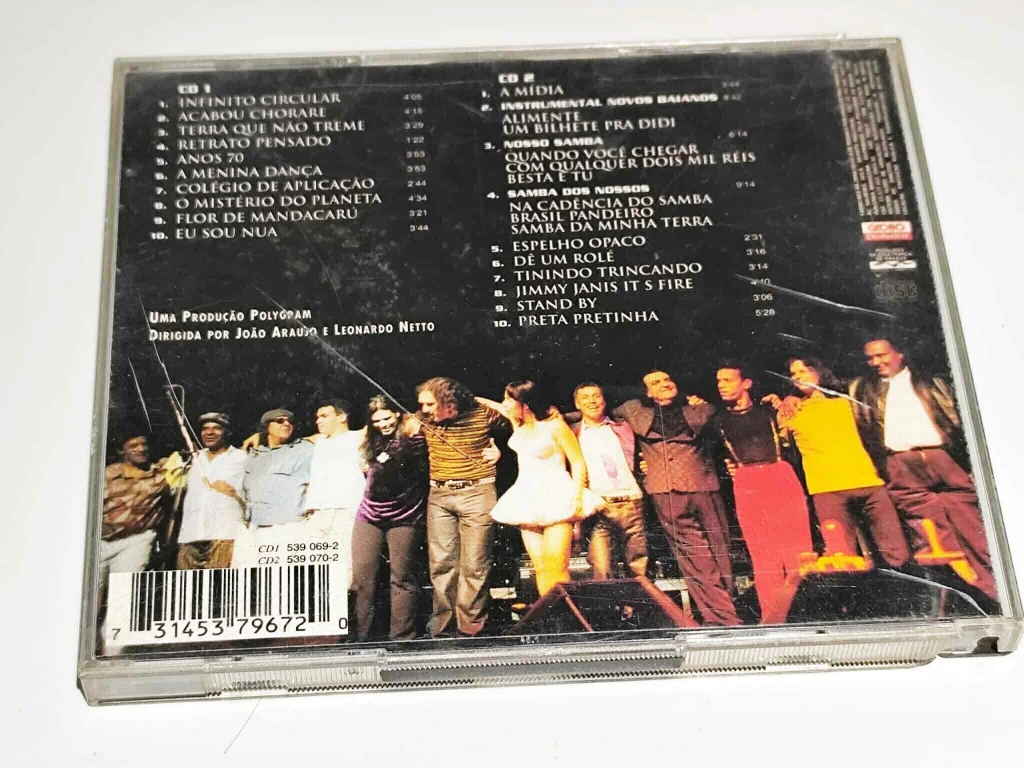 CD 1
1. INFINITO CIRCULAR 4:05
2. ACABOU CHORARE 4:15
3. TERRA QUE NÃO TREME 3:29
4. RETRATO PENSADO 1:22
5. ANOS 70 3:53
6. A MENINA DANÇA 3:53
7. COLÉGIO DE APLICAÇÃO 2:44
8. O MISTÉRIO DO PLANETA 4:34
9. FLOR DE MANDACARÚ 3:21
10. EU SOU NUA 3:44
UMA PRODUÇÃO POLYGRAM
DIRIGIDA POR JOÃO ARAUJO E LEONARDO NETTO
CD 2
1. A MÍDIA 3:44
2. INSTRUMENTAL NOVOS BAIANOS 8:42
ALIMENTE
UM BILHETE PRA DIDI
3. NOSSO SAMBA 6:14
QUANDO VOCÊ CHEGAR
COM QUALQUER DOIS MIL RÉIS
BESTA É TU
4. SAMBA DOS NOSSOS 9:14
NA CADÊNCIA DO SAMBA
BRASIL PANDEIRO
SAMBA DA MINHA TERRA
5. ESPELHO OPACO 2:31
6. DÊ UM ROLÉ 3:16
7. TININDO TRINCANDO 3:14
8. JIMMY JANIS IT S FIRE 4:40
9. STAND BY 3:06
10. PRETA PRETINHA 5:28
GLOBO
POLYDOR
DISC
CD1 539 069-2
CD2 539 070-2
7 31453 79672 0